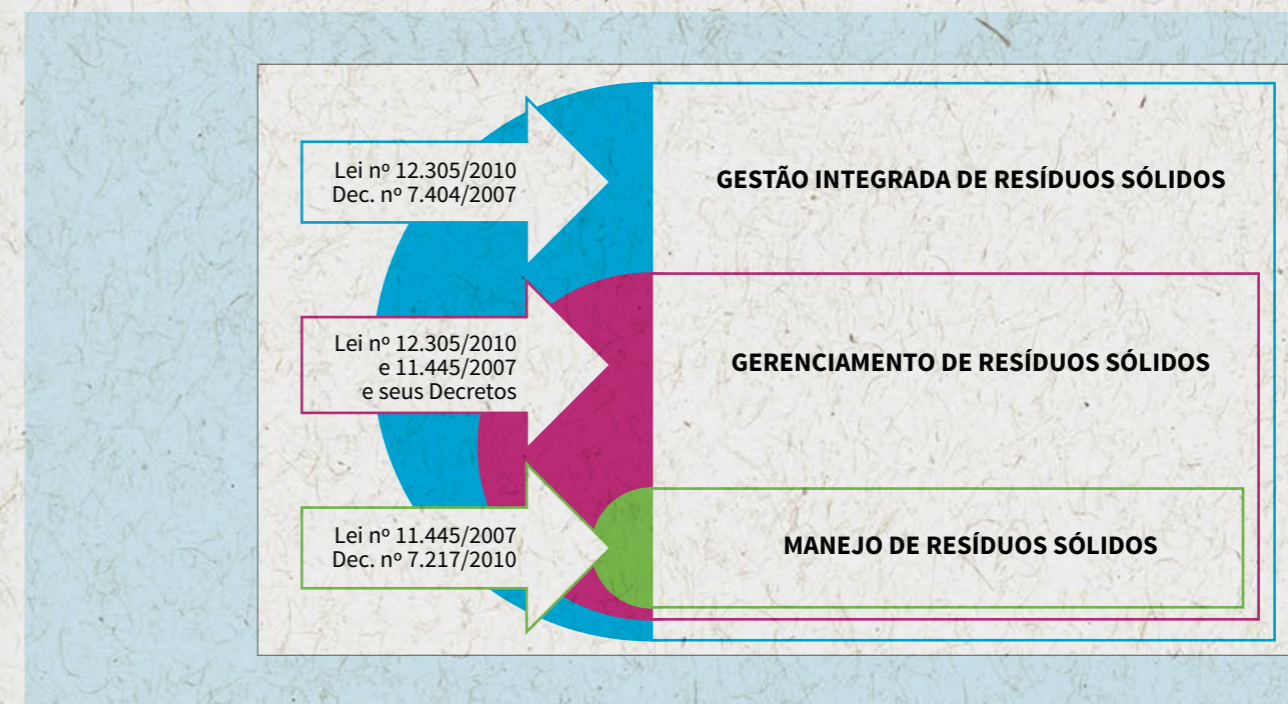 Lei nº 12.305/2010
Dec. nº 7.404/2007
GESTÃO INTEGRADA DE RESÍDUOS SÓLIDOS
Lei nº 12.305/2010
e 11.445/2007
e seus Decretos
GERENCIAMENTO DE RESÍDUOS SÓLIDOS
Lei nº 11.445/2007
Dec. nº 7.217/2010
MANEJO DE RESÍDUOS SÓLIDOS